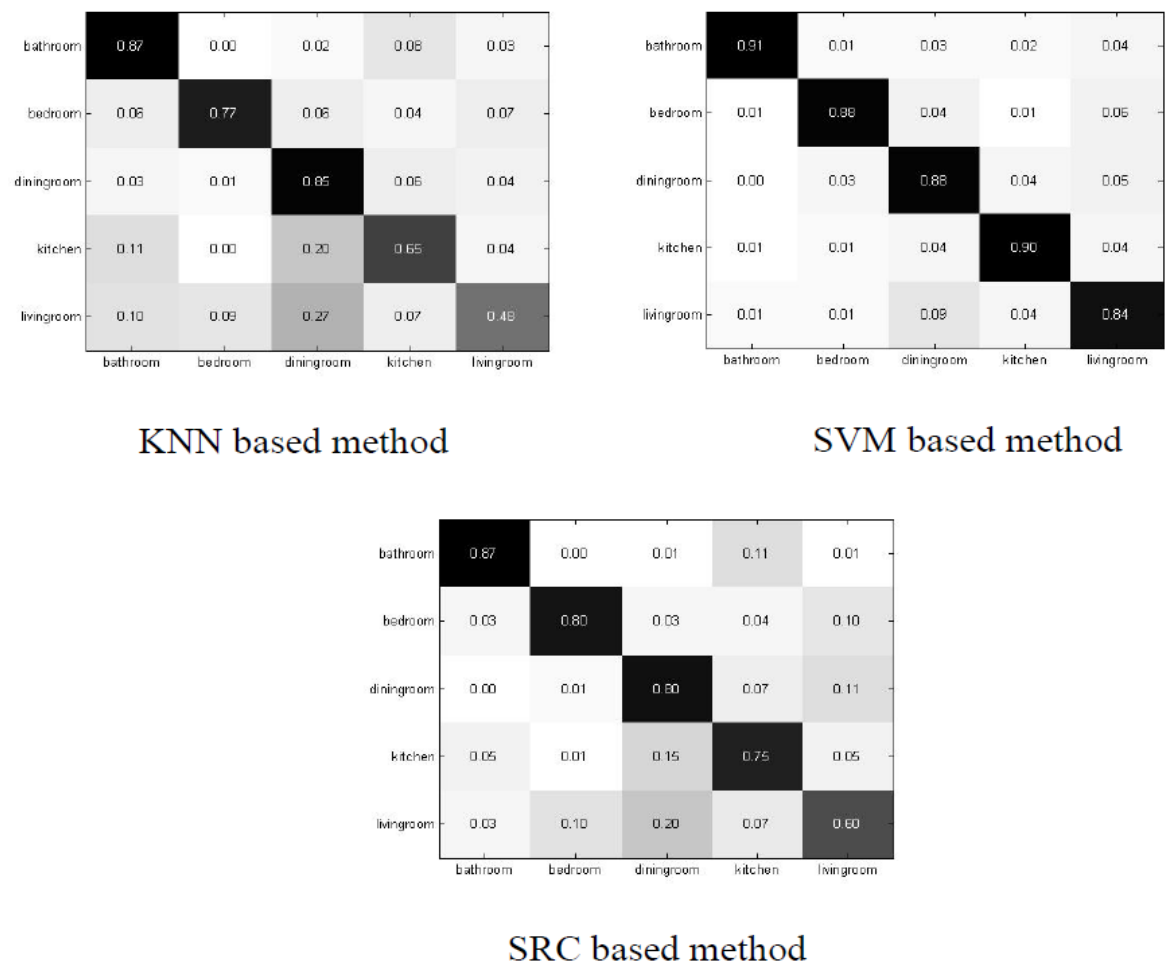 bathroom 0.87 0.00 0.02 0.08 0.03
bedroom 0.06 0.77 0.06 0.04 0.07
diningroom 0.03 0.01 0.85 0.06 0.04
kitchen 0.11 0.00 0.20 0.65 0.04
livingroom 0.10 0.09 0.27 0.07 0.48
bathroom bedroom diningroom kitchen livingroom
KNN based method
bathroom 0.91 0.01 0.03 0.02 0.04
bedroom 0.01 0.88 0.04 0.01 0.06
diningroom 0.00 0.03 0.88 0.04 0.05
kitchen 0.01 0.01 0.04 0.90 0.04
livingroom 0.01 0.01 0.09 0.04 0.84
bathroom bedroom diningroom kitchen livingroom
SVM based method
bathroom 0.87 0.00 0.01 0.11 0.01
bedroom 0.03 0.80 0.03 0.04 0.10
diningroom 0.00 0.01 0.80 0.07 0.11
kitchen 0.05 0.01 0.15 0.75 0.05
livingroom 0.03 0.10 0.20 0.07 0.60
bathroom bedroom diningroom kitchen livingroom
SRC based method